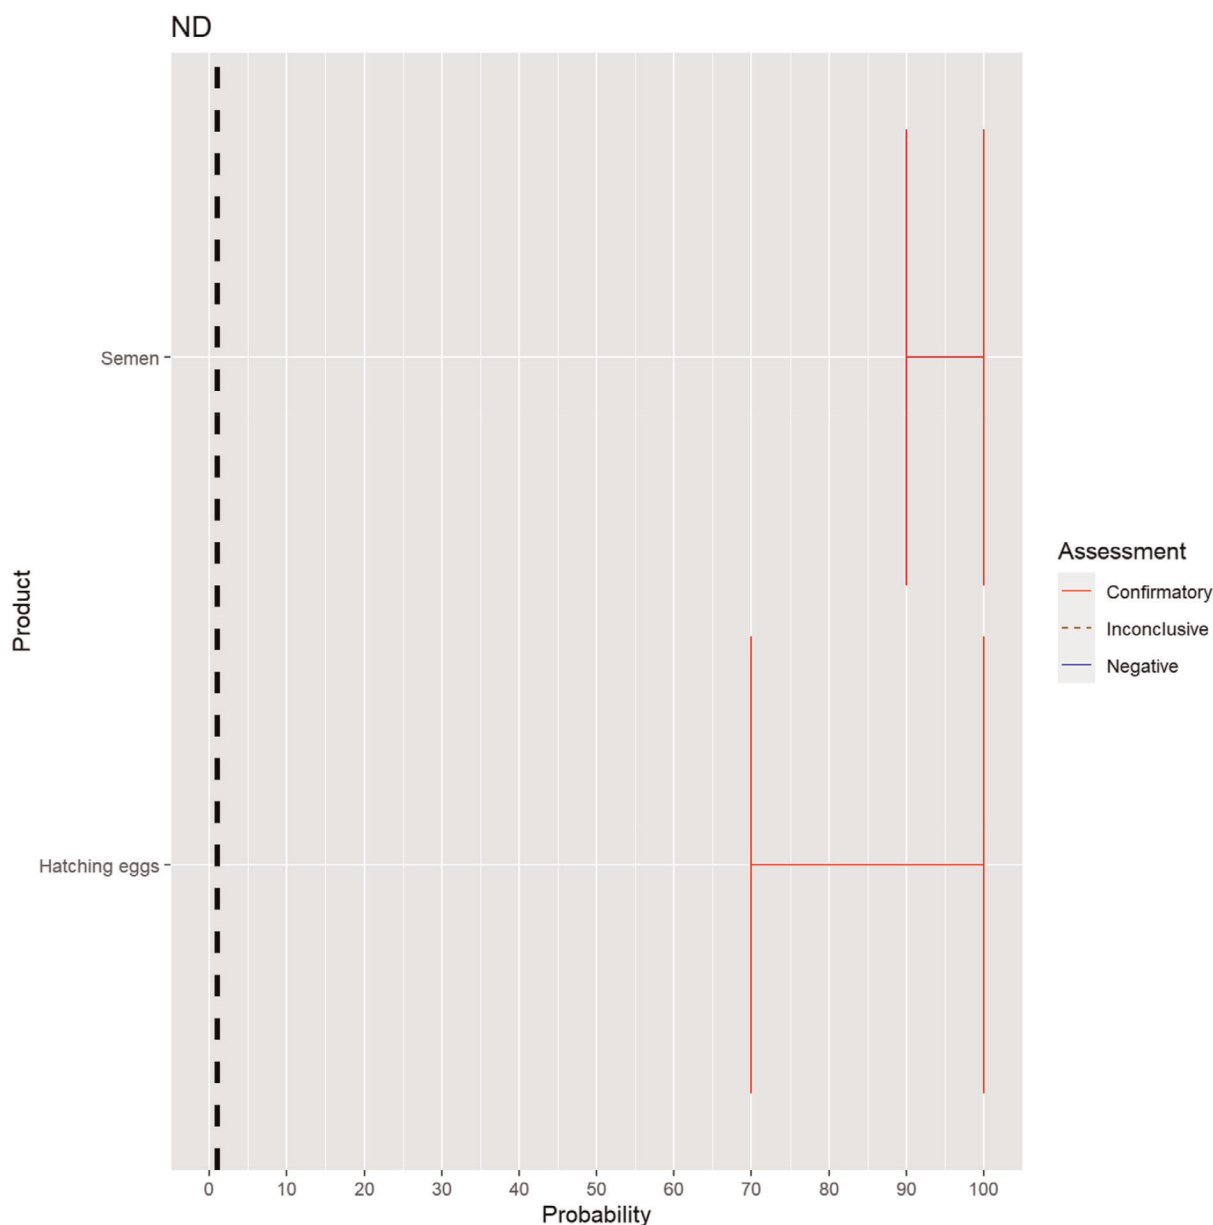 ND
Product
Semen
Hatching eggs
0 10 20 30 40 50 60 70 80 90 100
Probability
Assessment
Confirmatory
Inconclusive
Negative